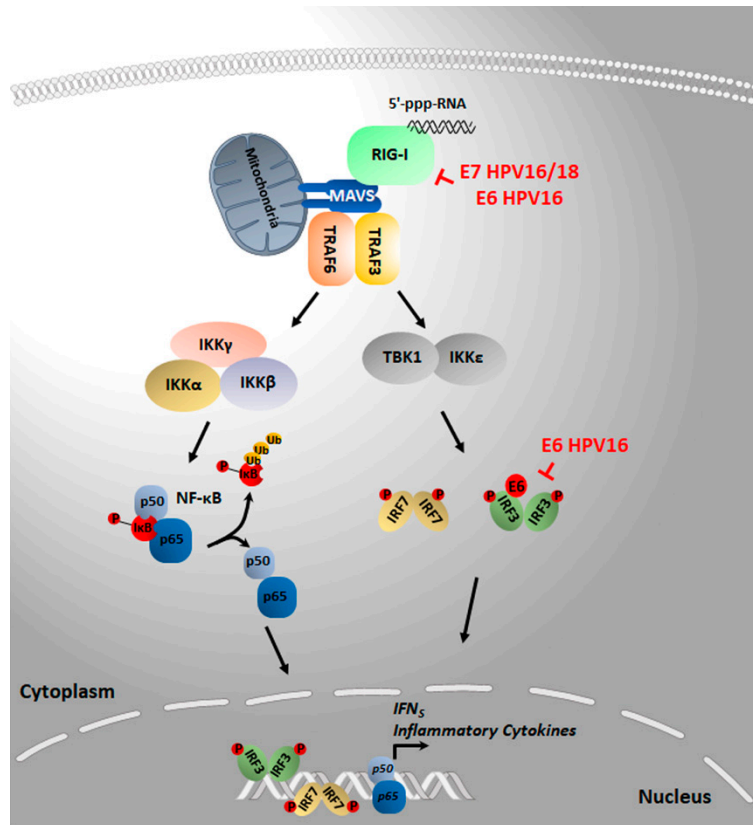 5'-ppp-RNA
RIG-I
E7 HPV16/18
E6 HPV16
Mitochondria
MAVS
TRAF6
TRAF3
IKKγ
IKKα
IKKβ
TBK1
IKKε
E6 HPV16
Ub
Ub
Ub
P
IκB
p50
NF-κB
P
IκB
p65
P
P
IRF7
IRF7
E6
P
P
IRF3
IRF3
p50
p65
Cytoplasm
IFNS
Inflammatory Cytokines
P
P
IRF3
IRF3
p50
p65
P
P
IRF7
IRF7
Nucleus